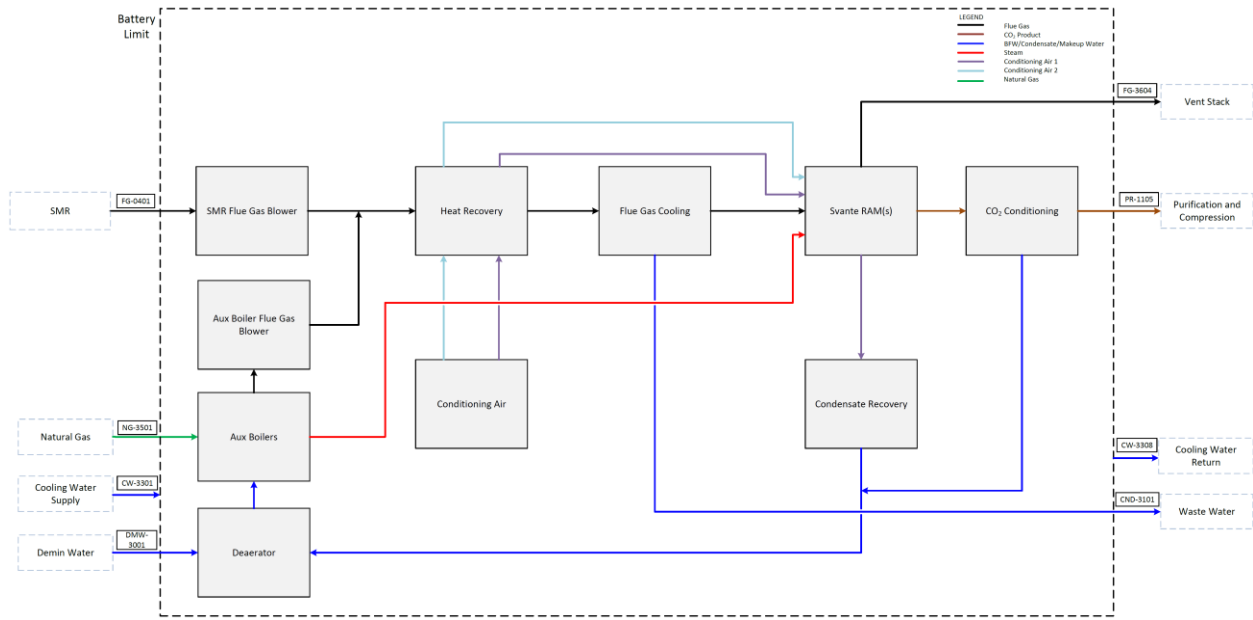 Battery
Limit
LEGEND
Flue Gas
CO₂ Product
BFW/Condensate/Makeup Water
Steam
Conditioning Air 1
Conditioning Air 2
Natural Gas
FG-3604
Vent Stack
SMR
FG-0401
SMR Flue Gas Blower
Heat Recovery
Flue Gas Cooling
Svante RAM(s)
CO₂ Conditioning
PR-1105
Purification and
Compression
Aux Boiler Flue Gas
Blower
Conditioning Air
Condensate Recovery
Natural Gas
NG-3501
Aux Boilers
CW-3308
Cooling Water
Return
Cooling Water
Supply
CW-3301
CND-3101
Waste Water
Demin Water
DMW-
3001
Deaerator